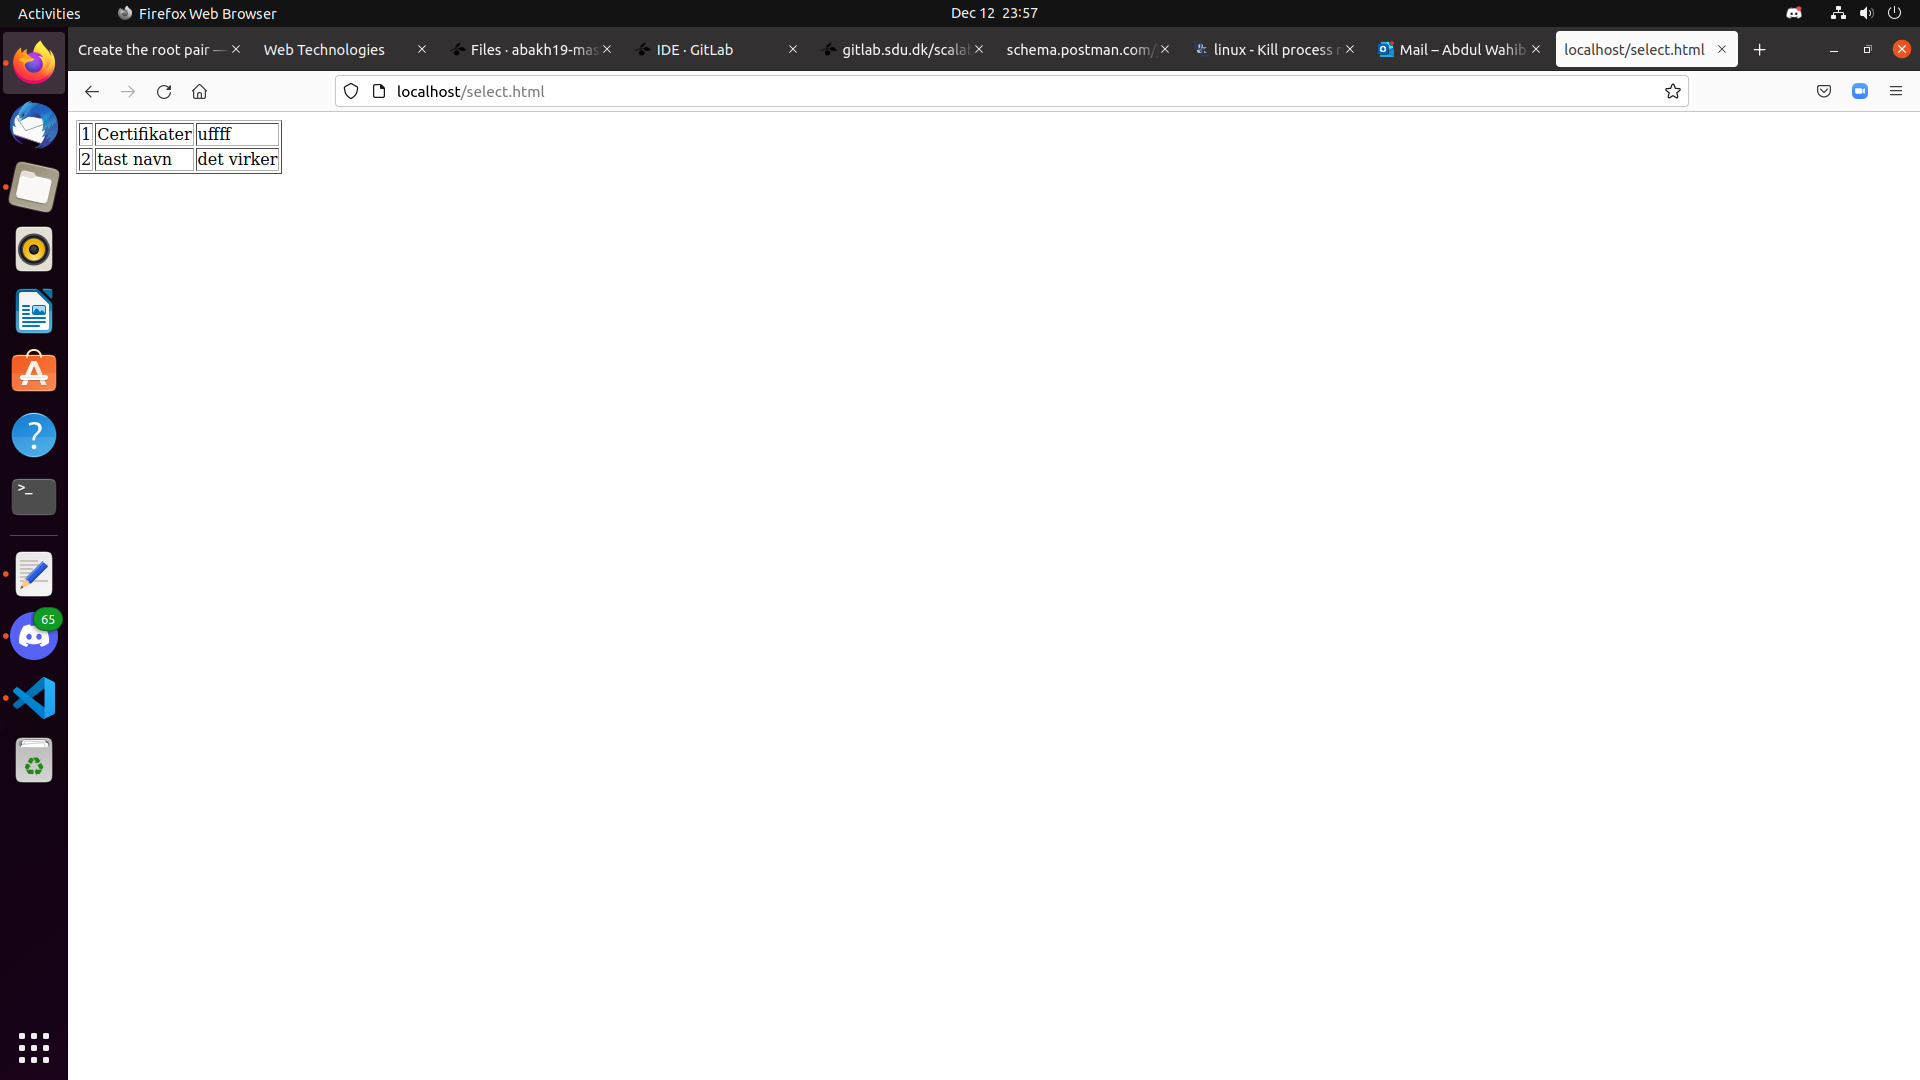 Activities Firefox Web Browser Dec 12 23:57
Create the root pair — Web Technologies Files · abakh19-mas IDE · GitLab gitlab.sdu.dk/scalab schema.postman.com/ linux - Kill process r Mail – Abdul Wahib localhost/select.html
localhost/select.html
1 Certifikater uffff
2 tast navn det virker
>_
65